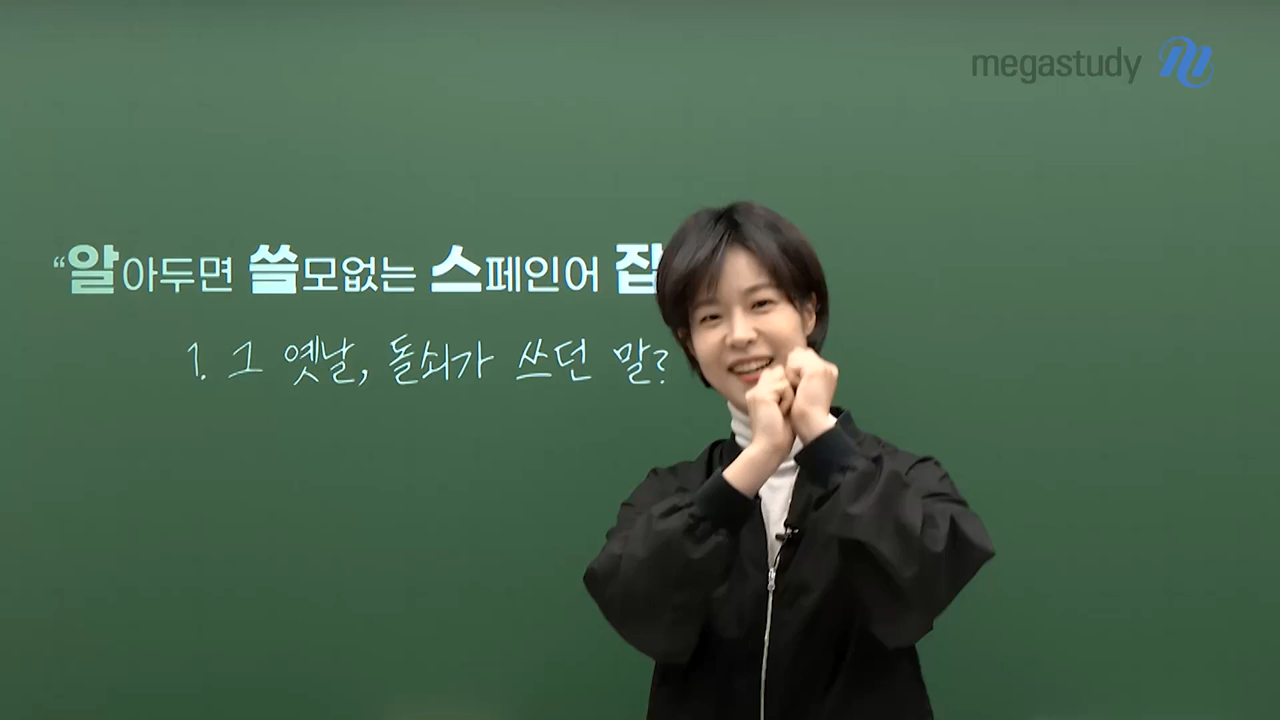 megastudy
“알아두면 쓸모없는 스페인어 잡
1. 그 옛날, 돌쇠가 쓰던 말?